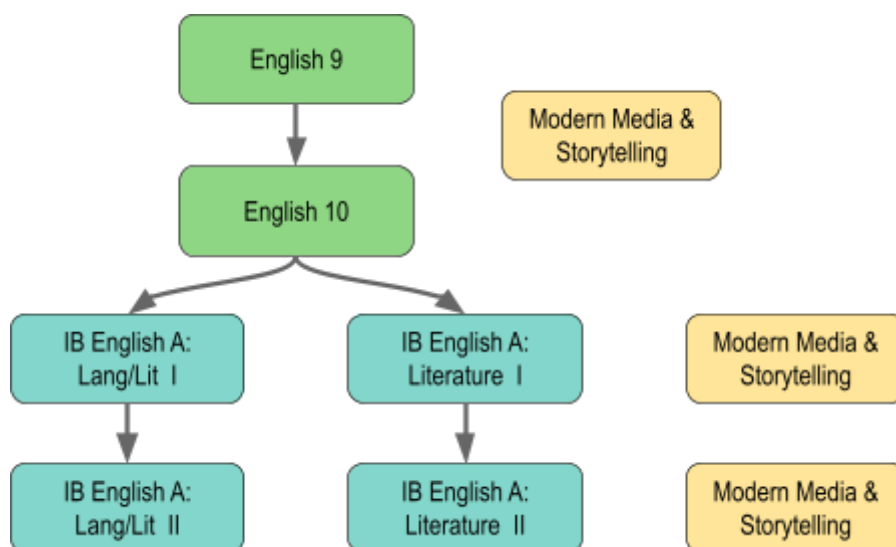 English 9
Modern Media &
Storytelling
English 10
IB English A:
Lang/Lit I
IB English A:
Literature I
Modern Media &
Storytelling
IB English A:
Lang/Lit II
IB English A:
Literature II
Modern Media &
Storytelling